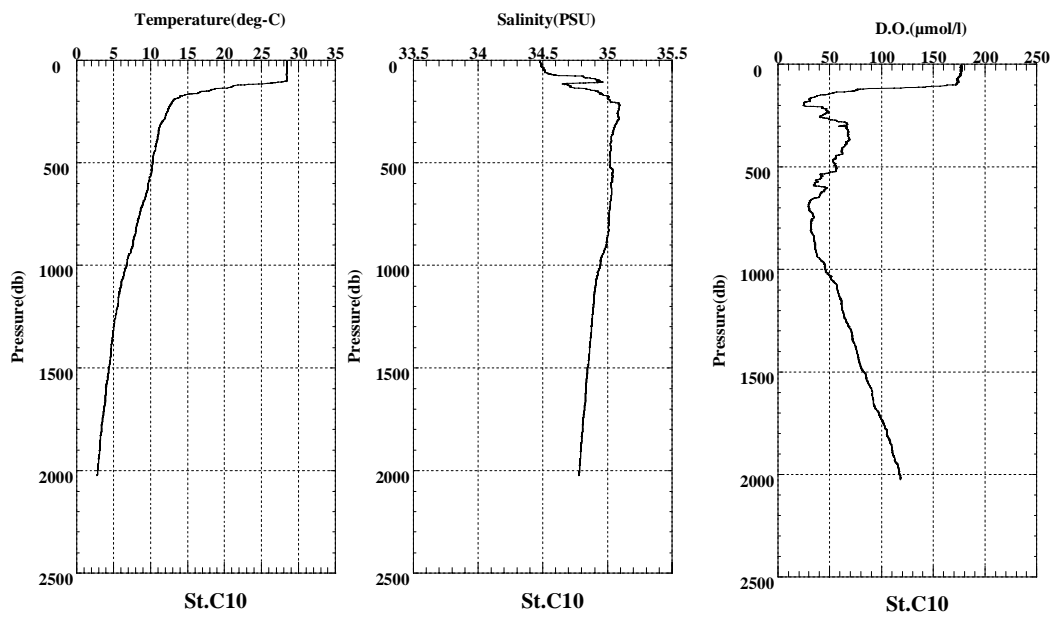 Temperature(deg-C)
0 5 10 15 20 25 30 35
0
500
1000
1500
2000
2500
Pressure(db)
St.C10
Salinity(PSU)
33.5 34 34.5 35 35.5
0
500
1000
1500
2000
2500
Pressure(db)
St.C10
D.O.(μmol/l)
0 50 100 150 200 250
0
500
1000
1500
2000
2500
Pressure(db)
St.C10